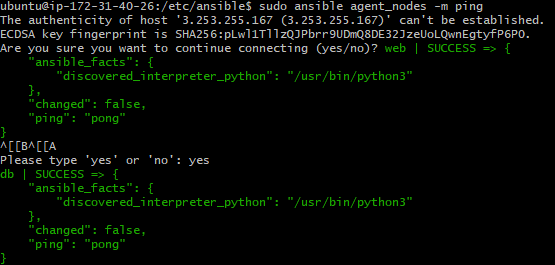 ubuntu@ip-172-31-40-26:/etc/ansible$ sudo ansible agent_nodes -m ping
The authenticity of host '3.253.255.167 (3.253.255.167)' can't be established.
ECDSA key fingerprint is SHA256:pLwl1TllzQJPbrr9UDmQ8DE32JzeUoLQwnEgtyfP6PO.
Are you sure you want to continue connecting (yes/no)? web | SUCCESS => {
    "ansible_facts": {
        "discovered_interpreter_python": "/usr/bin/python3"
    },
    "changed": false,
    "ping": "pong"
}
^[[B^[[A
Please type 'yes' or 'no': yes
db | SUCCESS => {
    "ansible_facts": {
        "discovered_interpreter_python": "/usr/bin/python3"
    },
    "changed": false,
    "ping": "pong"
}